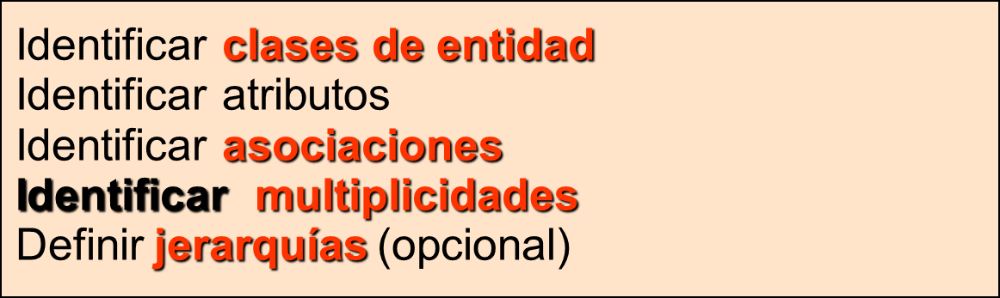 Identificar clases de entidad
Identificar atributos
Identificar asociaciones
Identificar multiplicidades
Definir jerarquías (opcional)